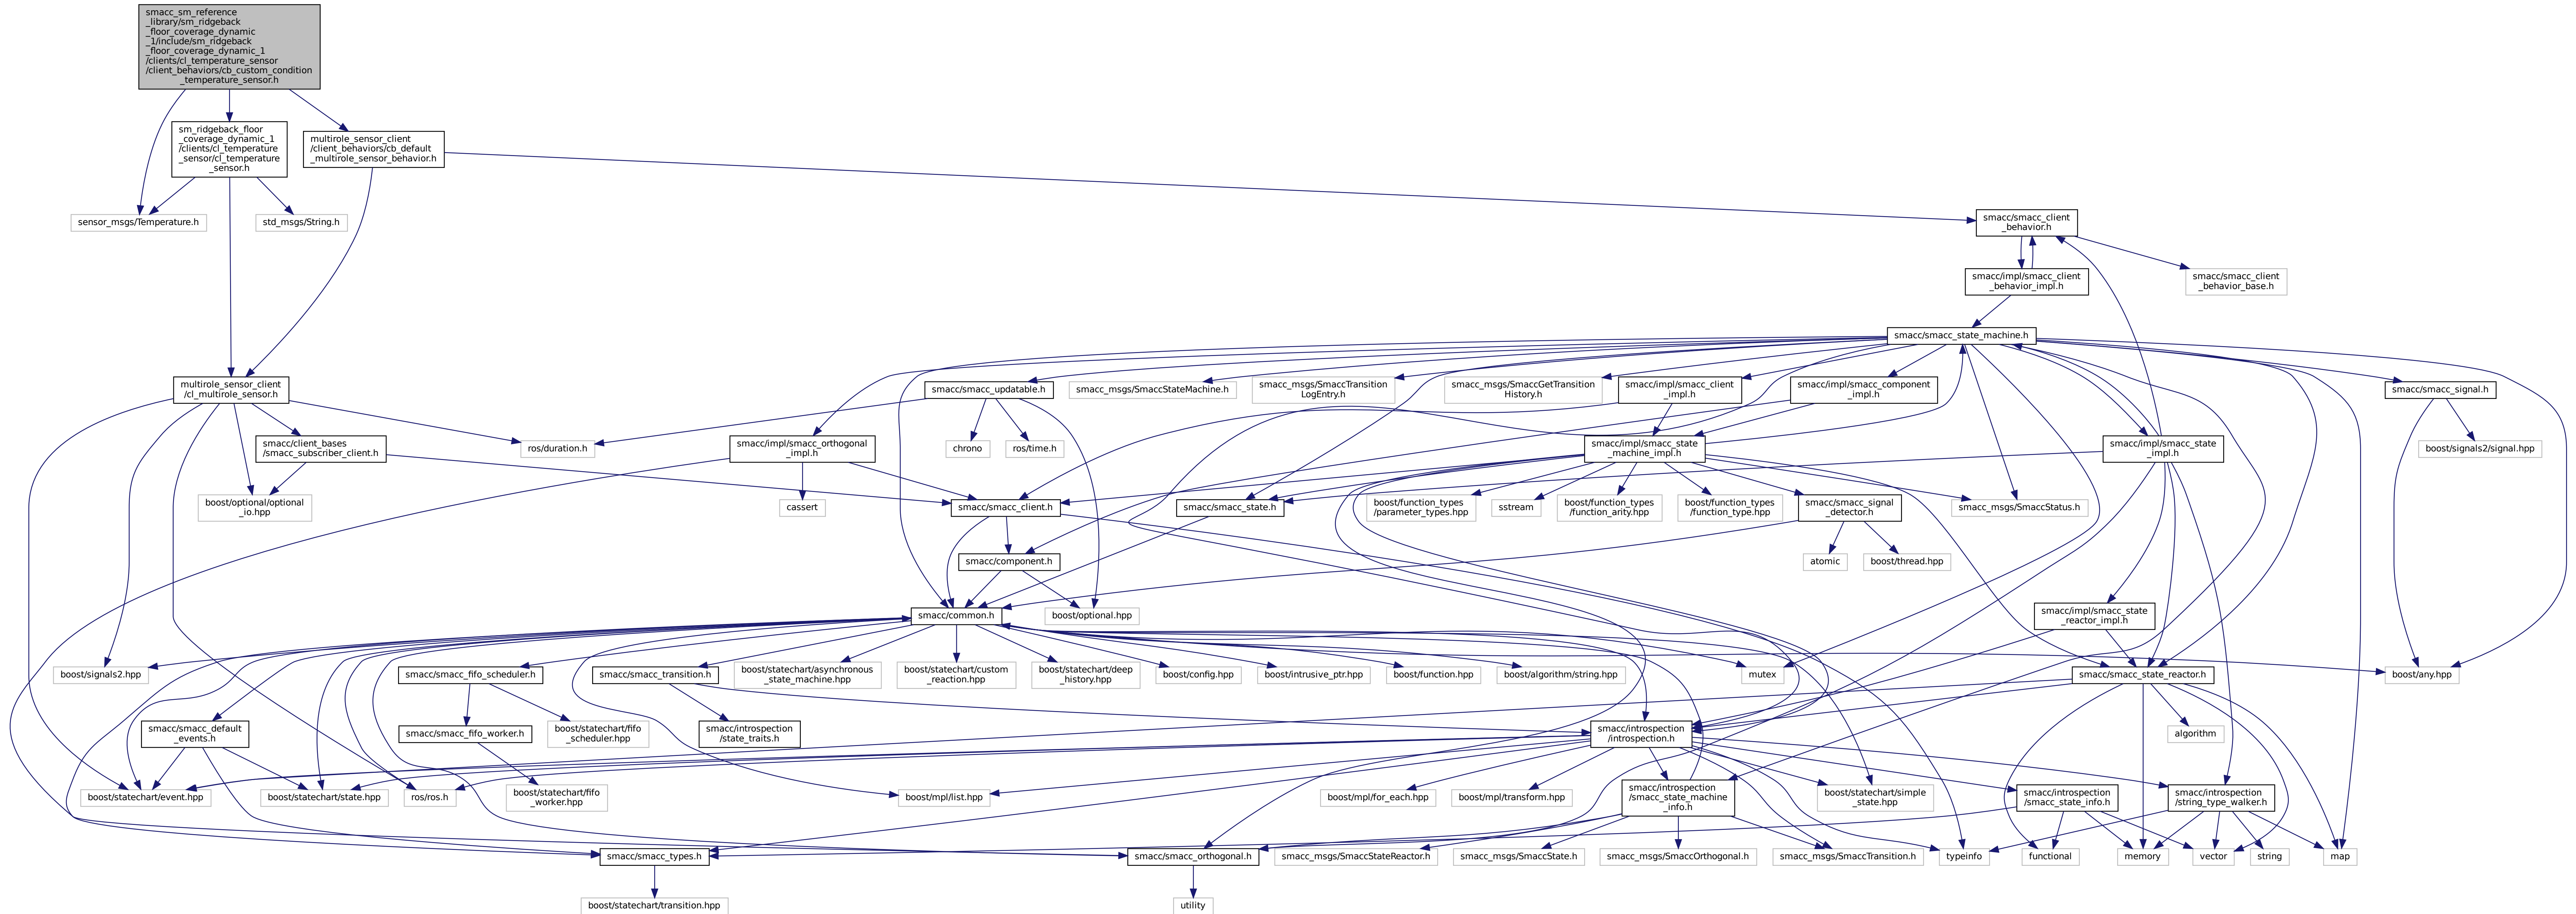 smacc_sm_reference
_library/sm_ridgeback
_floor_coverage_dynamic
_1/include/sm_ridgeback
_floor_coverage_dynamic_1
/clients/cl_temperature_sensor
/client_behaviors/cb_custom_condition
_temperature_sensor.h
sm_ridgeback_floor
_coverage_dynamic_1
/clients/cl_temperature
_sensor/cl_temperature
_sensor.h
multirole_sensor_client
/client_behaviors/cb_default
_multirole_sensor_behavior.h
sensor_msgs/Temperature.h
std_msgs/String.h
smacc/smacc_client
_behavior.h
smacc/impl/smacc_client
_behavior_impl.h
smacc/smacc_client
_behavior_base.h
smacc/smacc_state_machine.h
multirole_sensor_client
/cl_multirole_sensor.h
smacc/smacc_updatable.h
smacc_msgs/SmaccStateMachine.h
smacc_msgs/SmaccTransition
LogEntry.h
smacc_msgs/SmaccGetTransition
History.h
smacc/impl/smacc_client
_impl.h
smacc/impl/smacc_component
_impl.h
smacc/smacc_signal.h
smacc/client_bases
/smacc_subscriber_client.h
ros/duration.h
smacc/impl/smacc_orthogonal
_impl.h
chrono
ros/time.h
smacc/impl/smacc_state
_machine_impl.h
smacc/impl/smacc_state
_impl.h
boost/signals2/signal.hpp
boost/optional/optional
_io.hpp
cassert
smacc/smacc_client.h
smacc/smacc_state.h
boost/function_types
/parameter_types.hpp
sstream
boost/function_types
/function_arity.hpp
boost/function_types
/function_type.hpp
smacc/smacc_signal
_detector.h
smacc_msgs/SmaccStatus.h
smacc/component.h
atomic
boost/thread.hpp
smacc/common.h
boost/optional.hpp
smacc/impl/smacc_state
_reactor_impl.h
boost/signals2.hpp
smacc/smacc_fifo_scheduler.h
smacc/smacc_transition.h
boost/statechart/asynchronous
_state_machine.hpp
boost/statechart/custom
_reaction.hpp
boost/statechart/deep
_history.hpp
boost/config.hpp
boost/intrusive_ptr.hpp
boost/function.hpp
boost/algorithm/string.hpp
mutex
smacc/smacc_state_reactor.h
boost/any.hpp
smacc/smacc_default
_events.h
smacc/smacc_fifo_worker.h
boost/statechart/fifo
_scheduler.hpp
smacc/introspection
/state_traits.h
smacc/introspection
/introspection.h
algorithm
boost/statechart/event.hpp
boost/statechart/state.hpp
ros/ros.h
boost/statechart/fifo
_worker.hpp
boost/mpl/list.hpp
boost/mpl/for_each.hpp
boost/mpl/transform.hpp
smacc/introspection
/smacc_state_machine
_info.h
boost/statechart/simple
_state.hpp
smacc/introspection
/smacc_state_info.h
smacc/introspection
/string_type_walker.h
smacc/smacc_types.h
smacc/smacc_orthogonal.h
smacc_msgs/SmaccStateReactor.h
smacc_msgs/SmaccState.h
smacc_msgs/SmaccOrthogonal.h
smacc_msgs/SmaccTransition.h
typeinfo
functional
memory
vector
string
map
boost/statechart/transition.hpp
utility